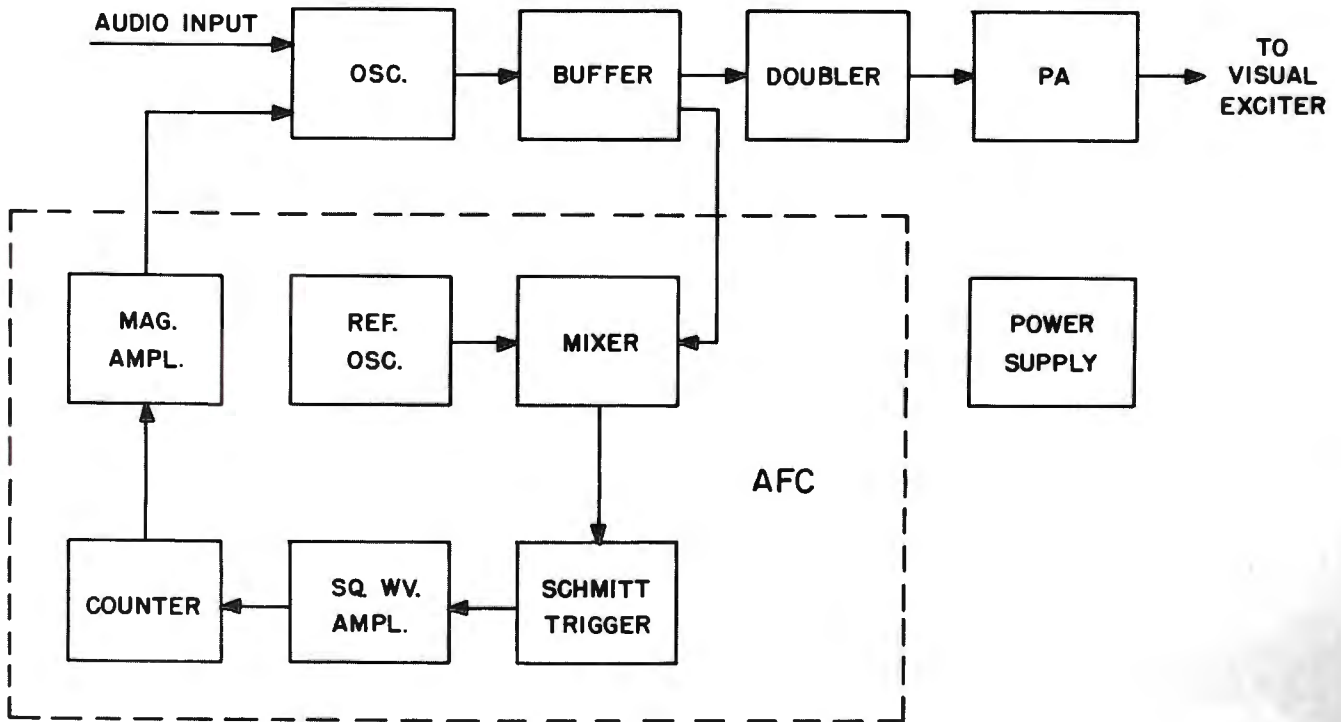 AUDIO INPUT
OSC.
BUFFER
DOUBLER
PA
TO
VISUAL
EXCITER
MAG.
AMPL.
REF.
OSC.
MIXER
POWER
SUPPLY
AFC
COUNTER
SQ. WV.
AMPL.
SCHMITT
TRIGGER